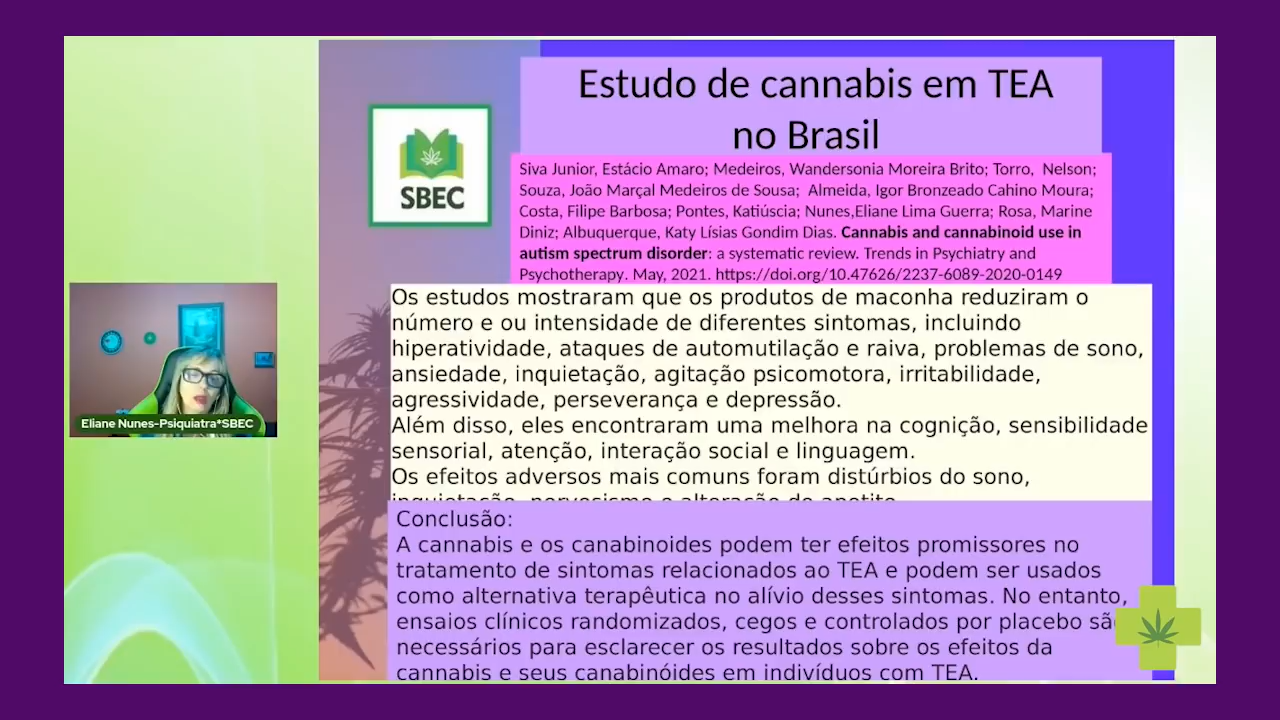 Estudo de cannabis em TEA
no Brasil
SBEC
Siva Junior, Estácio Amaro; Medeiros, Wandersonia Moreira Brito; Torro, Nelson;
Souza, João Marçal Medeiros de Sousa; Almeida, Igor Bronzeado Cahino Moura;
Costa, Filipe Barbosa; Pontes, Katiúscia; Nunes,Eliane Lima Guerra; Rosa, Marine
Diniz; Albuquerque, Katy Lísias Gondim Dias. Cannabis and cannabinoid use in
autism spectrum disorder: a systematic review. Trends in Psychiatry and
Psychotherapy. May, 2021. https://doi.org/10.47626/2237-6089-2020-0149
Os estudos mostraram que os produtos de maconha reduziram o
número e ou intensidade de diferentes sintomas, incluindo
hiperatividade, ataques de automutilação e raiva, problemas de sono,
ansiedade, inquietação, agitação psicomotora, irritabilidade,
agressividade, perseverança e depressão.
Além disso, eles encontraram uma melhora na cognição, sensibilidade
sensorial, atenção, interação social e linguagem.
Os efeitos adversos mais comuns foram distúrbios do sono,
inquietação, nervosismo e alteração do apetite
Conclusão:
A cannabis e os canabinoides podem ter efeitos promissores no
tratamento de sintomas relacionados ao TEA e podem ser usados
como alternativa terapêutica no alívio desses sintomas. No entanto,
ensaios clínicos randomizados, cegos e controlados por placebo são
necessários para esclarecer os resultados sobre os efeitos da
cannabis e seus canabinóides em indivíduos com TEA.
Eliane Nunes-Psiquiatra*SBEC